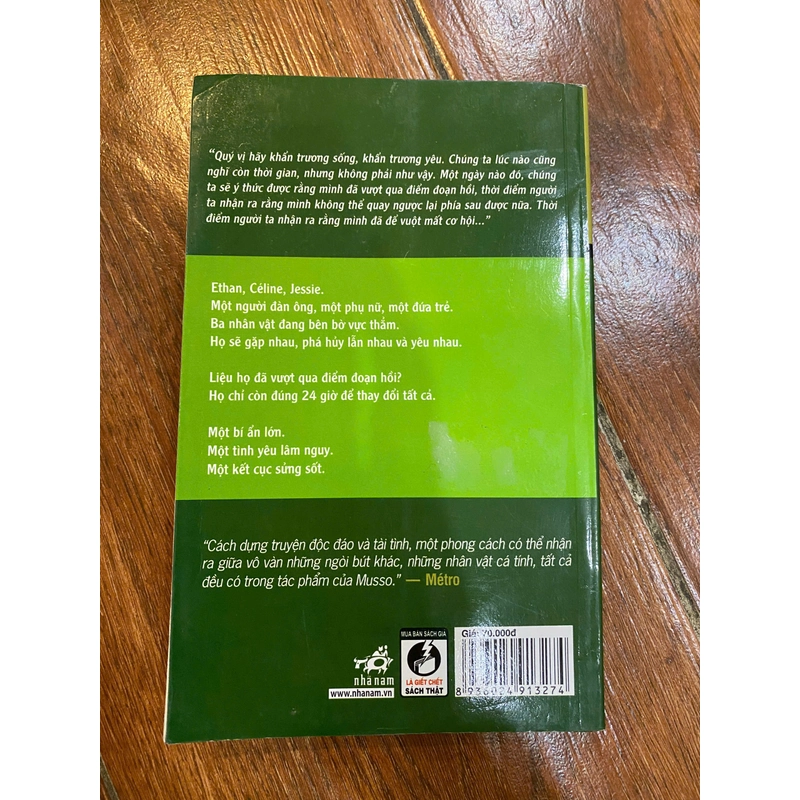 “Quý vị hãy khẩn trương sống, khẩn trương yêu. Chúng ta lúc nào cũng
nghĩ còn thời gian, nhưng không phải như vậy. Một ngày nào đó, chúng
ta sẽ ý thức được rằng mình đã vượt qua điểm đoạn hồi, thời điểm người
ta nhận ra rằng mình không thể quay ngược lại phía sau được nữa. Thời
điểm người ta nhận ra rằng mình đã để vuột mất cơ hội...”
Ethan, Céline, Jessie.
Một người đàn ông, một phụ nữ, một đứa trẻ.
Ba nhân vật đang bên bờ vực thẳm.
Họ sẽ gặp nhau, phá hủy lẫn nhau và yêu nhau.
Liệu họ đã vượt qua điểm đoạn hồi?
Họ chỉ còn đúng 24 giờ để thay đổi tất cả.
Một bí ẩn lớn.
Một tình yêu lâm nguy.
Một kết cục sửng sốt.
“Cách dựng truyện độc đáo và tài tình, một phong cách có thể nhận
ra giữa vô vàn những ngòi bút khác, những nhân vật cá tính, tất cả
đều có trong tác phẩm của Musso.” — Métro
nhã nam
www.nhanam.vn
MUA BÁN SÁCH GIẢ
LÀ GIẾT CHẾT
SÁCH THẬT
Giá: 70.000đ
913274